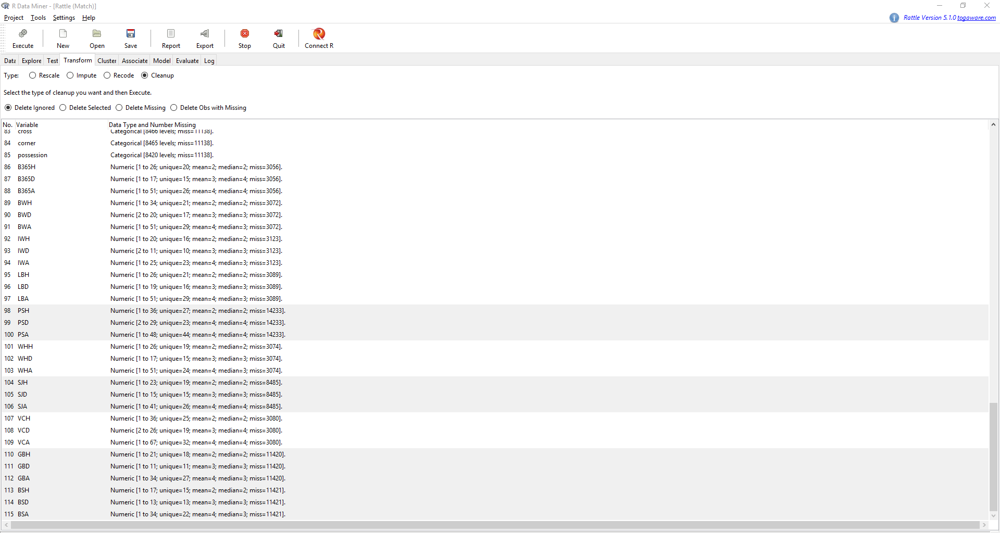 R Data Miner - [Rattle (Match)]
Project Tools Settings Help
Rattle Version 5.1.0 togaware.com
Execute New Open Save Report Export Stop Quit Connect R
Data Explore Test Transform Cluster Associate Model Evaluate Log
Type: Rescale Impute Recode Cleanup
Select the type of cleanup you want and then Execute.
Delete Ignored Delete Selected Delete Missing Delete Obs with Missing
No. Variable Data Type and Number Missing
83 cross Categorical [8466 levels; miss=11138].
84 corner Categorical [8465 levels; miss=11138].
85 possession Categorical [8420 levels; miss=11138].
86 B365H Numeric [1 to 26; unique=20; mean=2; median=2; miss=3056].
87 B365D Numeric [1 to 17; unique=15; mean=3; median=4; miss=3056].
88 B365A Numeric [1 to 51; unique=26; mean=4; median=4; miss=3056].
89 BWH Numeric [1 to 34; unique=21; mean=2; median=2; miss=3072].
90 BWD Numeric [2 to 20; unique=17; mean=3; median=3; miss=3072].
91 BWA Numeric [1 to 51; unique=29; mean=4; median=3; miss=3072].
92 IWH Numeric [1 to 20; unique=16; mean=2; median=2; miss=3123].
93 IWD Numeric [2 to 11; unique=10; mean=3; median=3; miss=3123].
94 IWA Numeric [1 to 25; unique=23; mean=4; median=3; miss=3123].
95 LBH Numeric [1 to 26; unique=21; mean=2; median=2; miss=3089].
96 LBD Numeric [1 to 19; unique=16; mean=3; median=3; miss=3089].
97 LBA Numeric [1 to 51; unique=29; mean=4; median=3; miss=3089].
98 PSH Numeric [1 to 36; unique=27; mean=2; median=2; miss=14233].
99 PSD Numeric [2 to 29; unique=23; mean=4; median=4; miss=14233].
100 PSA Numeric [1 to 48; unique=44; mean=4; median=4; miss=14233].
101 WHH Numeric [1 to 26; unique=19; mean=2; median=2; miss=3074].
102 WHD Numeric [1 to 17; unique=15; mean=3; median=3; miss=3074].
103 WHA Numeric [1 to 51; unique=24; mean=4; median=3; miss=3074].
104 SJH Numeric [1 to 23; unique=19; mean=2; median=2; miss=8485].
105 SJD Numeric [1 to 15; unique=15; mean=3; median=3; miss=8485].
106 SJA Numeric [1 to 41; unique=26; mean=4; median=4; miss=8485].
107 VCH Numeric [1 to 36; unique=25; mean=2; median=2; miss=3080].
108 VCD Numeric [2 to 26; unique=19; mean=3; median=4; miss=3080].
109 VCA Numeric [1 to 67; unique=32; mean=4; median=4; miss=3080].
110 GBH Numeric [1 to 21; unique=18; mean=2; median=2; miss=11420].
111 GBD Numeric [1 to 11; unique=11; mean=3; median=3; miss=11420].
112 GBA Numeric [1 to 34; unique=27; mean=4; median=3; miss=11420].
113 BSH Numeric [1 to 17; unique=15; mean=2; median=2; miss=11421].
114 BSD Numeric [1 to 13; unique=13; mean=3; median=3; miss=11421].
115 BSA Numeric [1 to 34; unique=22; mean=4; median=3; miss=11421].